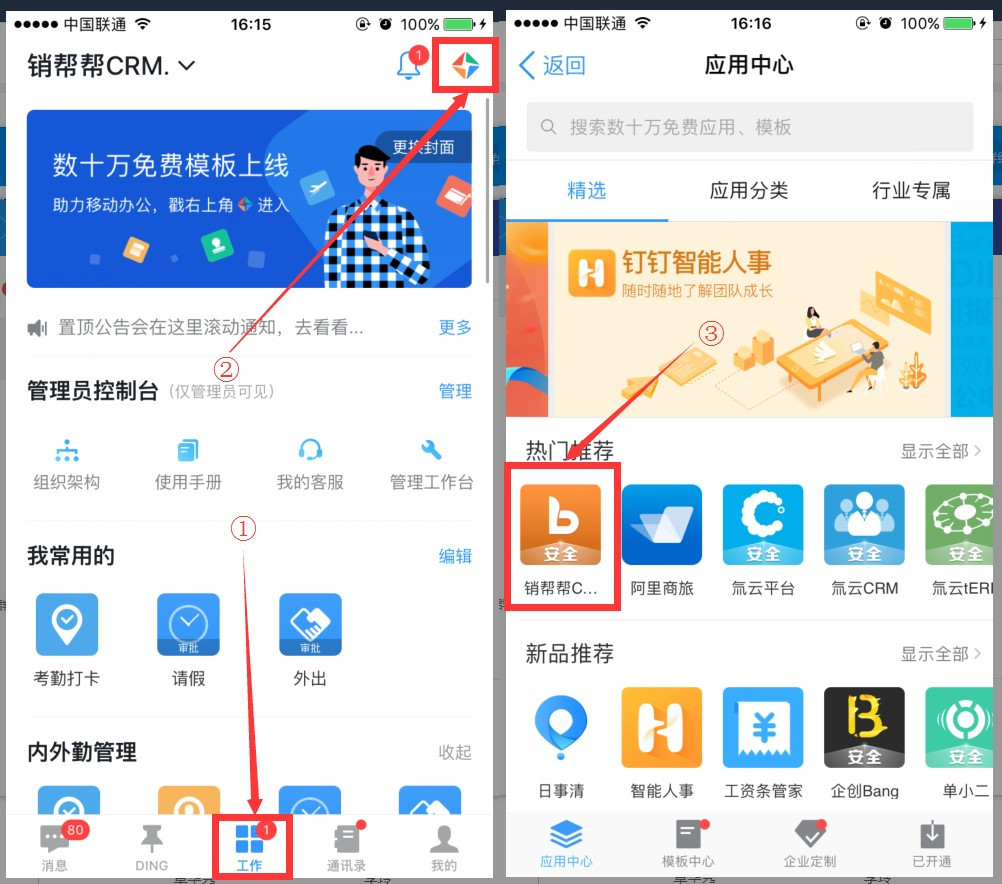 中国联通
16:15
100%
销帮帮CRM.
1
数十万免费模板上线
更换封面
助力移动办公，戳右上角
进入
置顶公告会在这里滚动通知，去看看...
更多
②
管理员控制台
(仅管理员可见)
管理
组织架构
使用手册
我的客服
管理工作台
①
我常用的
编辑
审批
审批
考勤打卡
请假
外出
内外勤管理
收起
80
1
消息
DING
工作
通讯录
我的
中国联通
16:16
100%
返回
应用中心
搜索数十万免费应用、模板
精选
应用分类
行业专属
钉钉智能人事
随时随地了解团队成长
③
热门推荐
显示全部
安全
安全
安全
安全
销帮帮C...
阿里商旅
氚云平台
氚云CRM
氚云tERP
新品推荐
显示全部
安全
安全
日事清
智能人事
工资条管家
企创Bang
单小二
应用中心
模板中心
企业定制
已开通